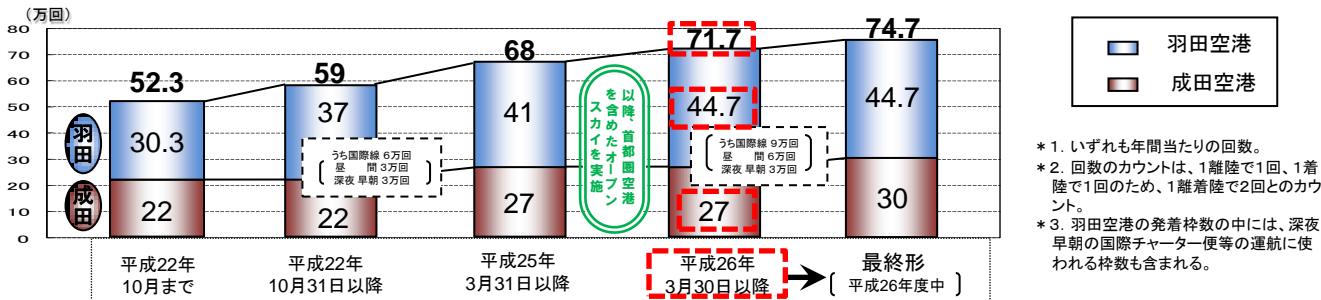 (万回)
80
70
60
50
40
30
20
10
0
52.3
59
68
71.7
74.7
羽田
30.3
37
41
44.7
44.7
成田
22
22
27
27
30
うち国際線 6万回
昼　　間 3万回
深夜 早朝 3万回
以降、首都圏空港
を含めたオープン
スカイを実施
うち国際線 9万回
昼　　間 6万回
深夜 早朝 3万回
平成22年
10月まで
平成22年
10月31日以降
平成25年
3月31日以降
平成26年
3月30日以降
最終形
〔 平成26年度中 〕
羽田空港
成田空港
＊1. いずれも年間当たりの回数。
＊2. 回数のカウントは、1離陸で1回、1着
陸で1回のため、1離着陸で2回とのカウ
ント。
＊3. 羽田空港の発着枠数の中には、深夜
早朝の国際チャーター便等の運航に使
われる枠数も含まれる。